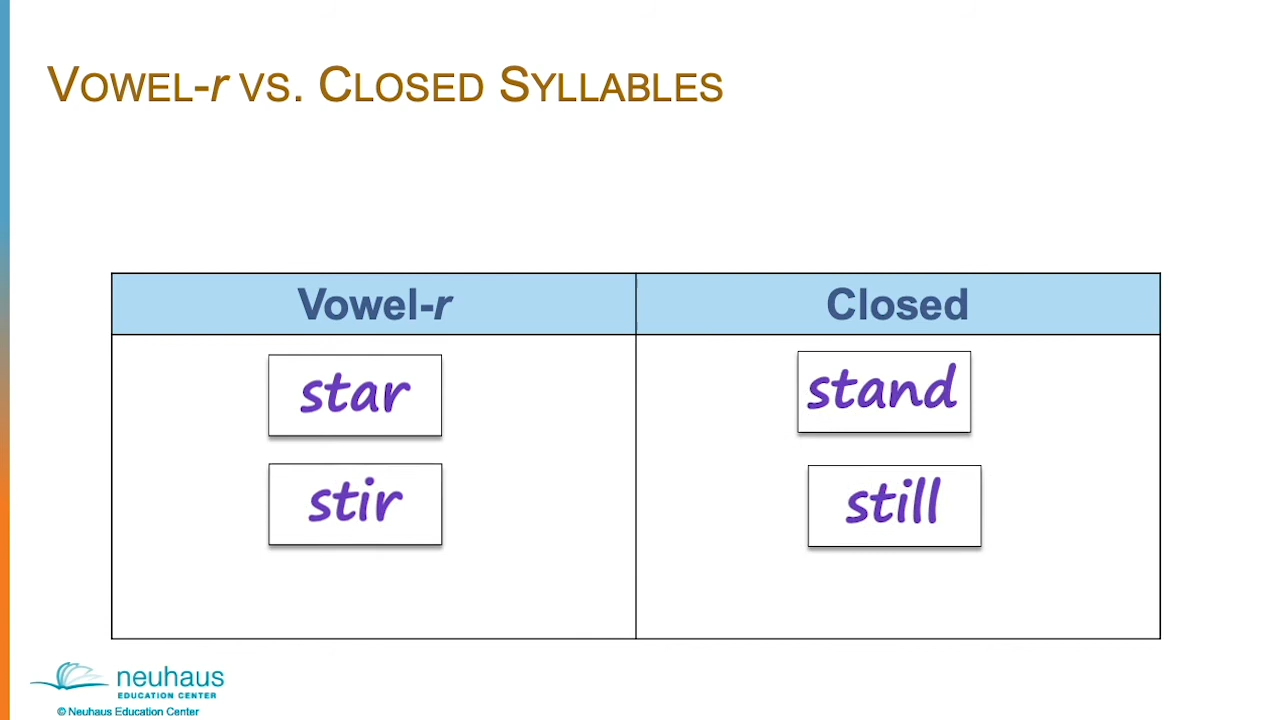 VOWEL-r VS. CLOSED SYLLABLES
Vowel-r Closed
star stand
stir still
neuhaus
EDUCATION CENTER
© Neuhaus Education Center